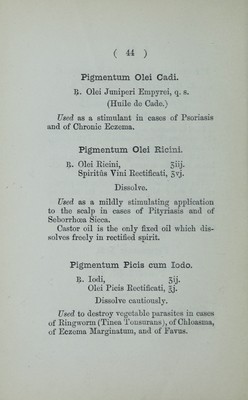 ( 44 )
Pigmentum Olei Cadi.
℞. Olei Juniperi Empyrei, q. s.
(Huile de Cade.)
Used as a stimulant in cases of Psoriasis
and of Chronic Eczema.
Pigmentum Olei Ricini.
℞. Olei Ricini, ʒiij.
Spiritûs Vini Rectificati, ʒvj.
Dissolve.
Used as a mildly stimulating application
to the scalp in cases of Pityriasis and of
Seborrhœa Sicca.
Castor oil is the only fixed oil which dis-
solves freely in rectified spirit.
Pigmentum Picis cum Iodo.
℞. Iodi, ʒij.
Olei Picis Rectificati, ℥j.
Dissolve cautiously.
Used to destroy vegetable parasites in cases
of Ringworm (Tinea Tonsurans), of Chloasma,
of Eczema Marginatum, and of Favus.